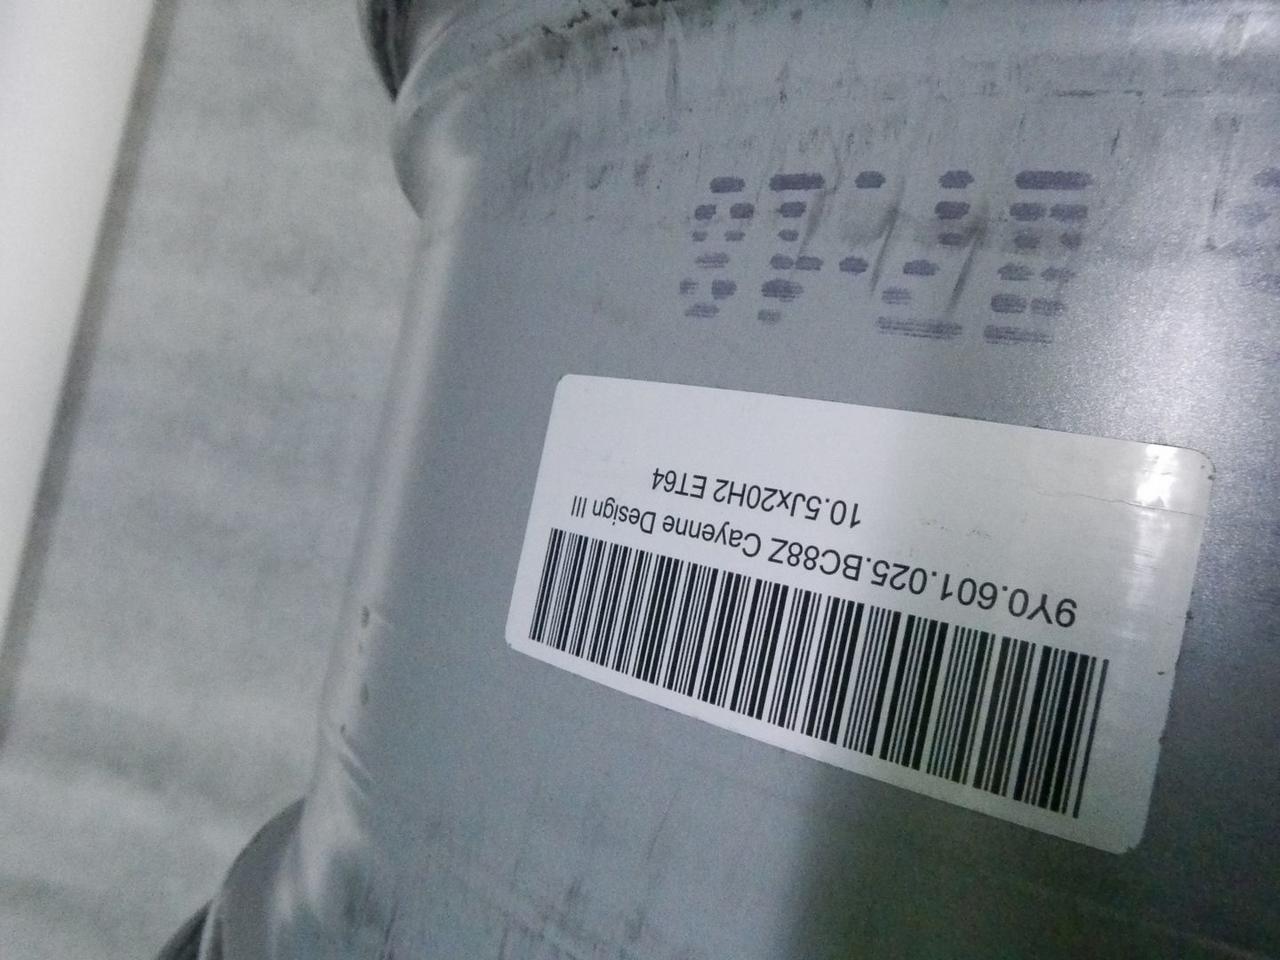 9Y0.601.025.BC88Z Cayenne Design III
10.5Jx20H2 ET64